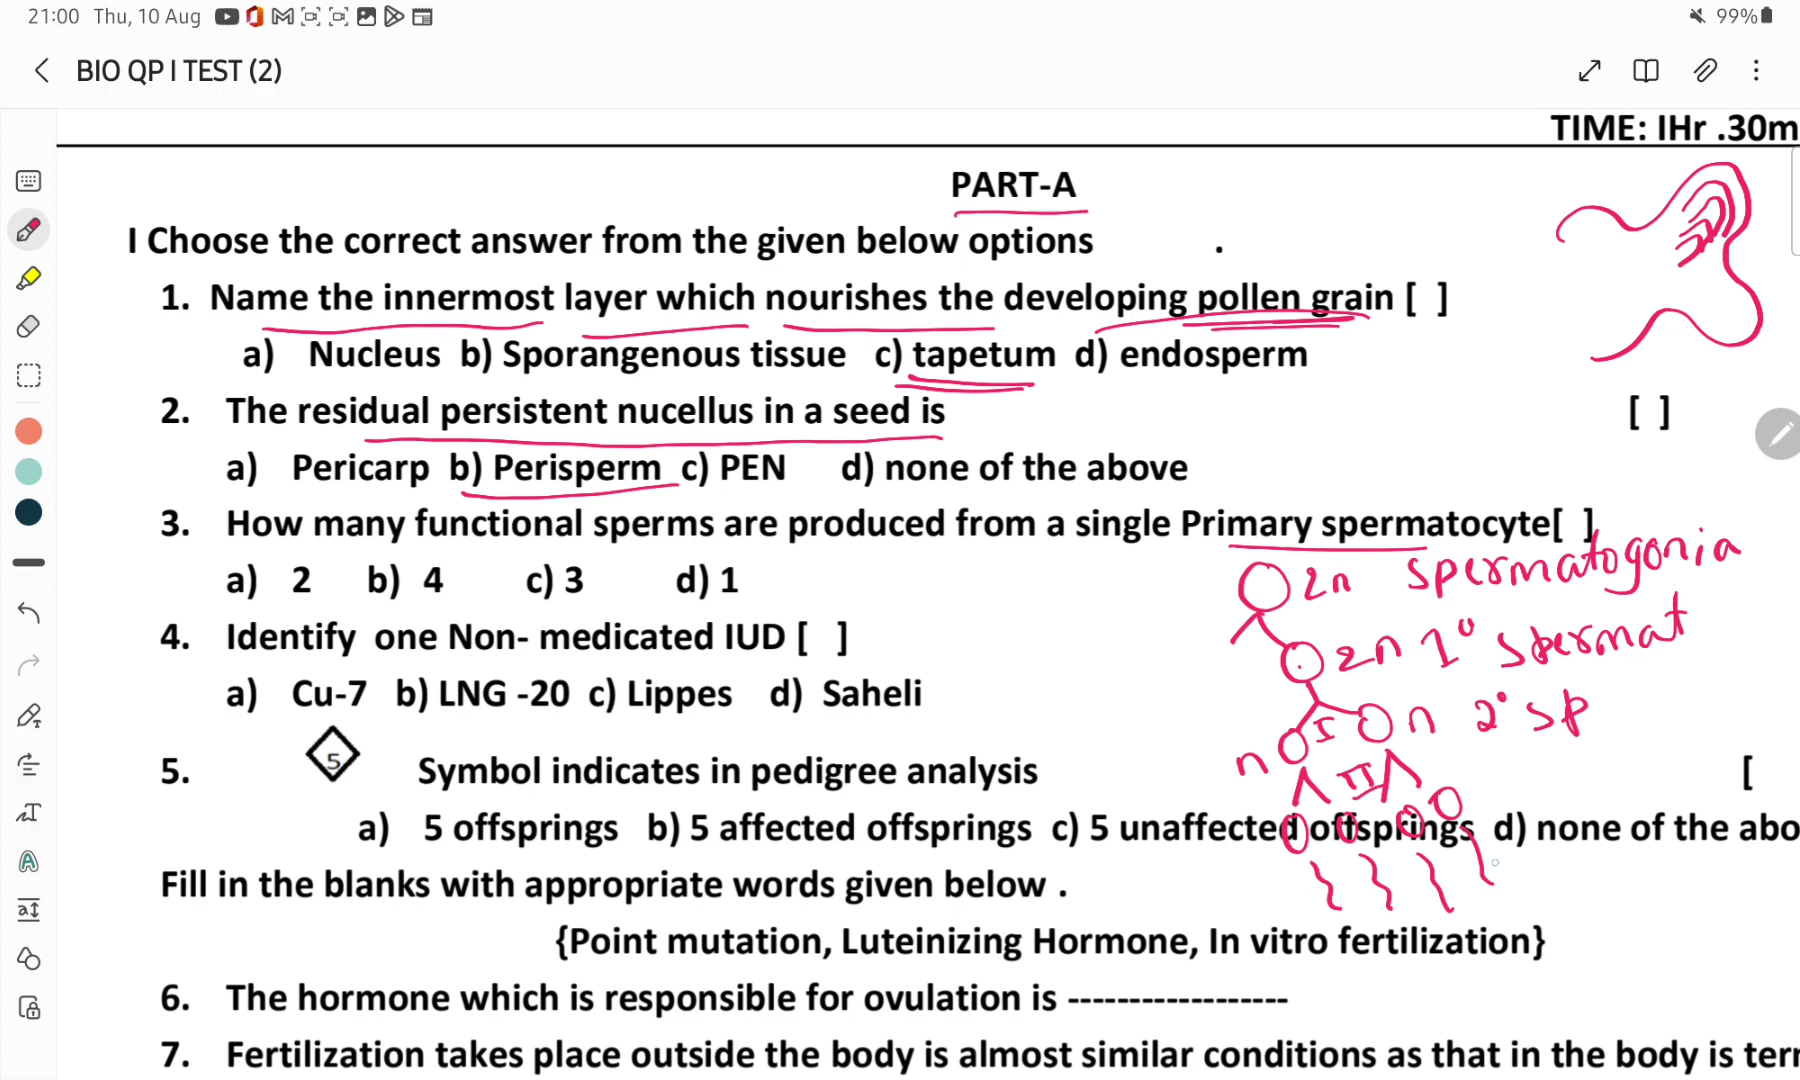 21:00 Thu, 10 Aug 99%
BIO QP I TEST (2)
TIME: IHr .30m
PART-A
I Choose the correct answer from the given below options .
1. Name the innermost layer which nourishes the developing pollen grain [ ]
a) Nucleus b) Sporangenous tissue c) tapetum d) endosperm
2. The residual persistent nucellus in a seed is [ ]
a) Pericarp b) Perisperm c) PEN d) none of the above
3. How many functional sperms are produced from a single Primary spermatocyte[ ]
2n spermatogonia
a) 2 b) 4 c) 3 d) 1
4. Identify one Non- medicated IUD [ ]
2n 1° spermat
a) Cu-7 b) LNG -20 c) Lippes d) Saheli
n I n 2° sp
5. 5 Symbol indicates in pedigree analysis [
II
a) 5 offsprings b) 5 affected offsprings c) 5 unaffected offsprings d) none of the abo
Fill in the blanks with appropriate words given below .
{Point mutation, Luteinizing Hormone, In vitro fertilization}
6. The hormone which is responsible for ovulation is ------------------
7. Fertilization takes place outside the body is almost similar conditions as that in the body is terr